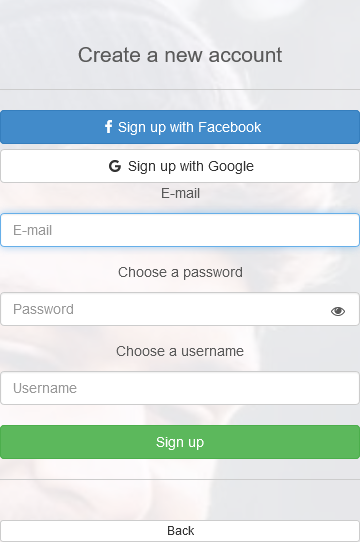 Create a new account
Sign up with Facebook
Sign up with Google
E-mail
E-mail
Choose a password
Password
Choose a username
Username
Sign up
Back